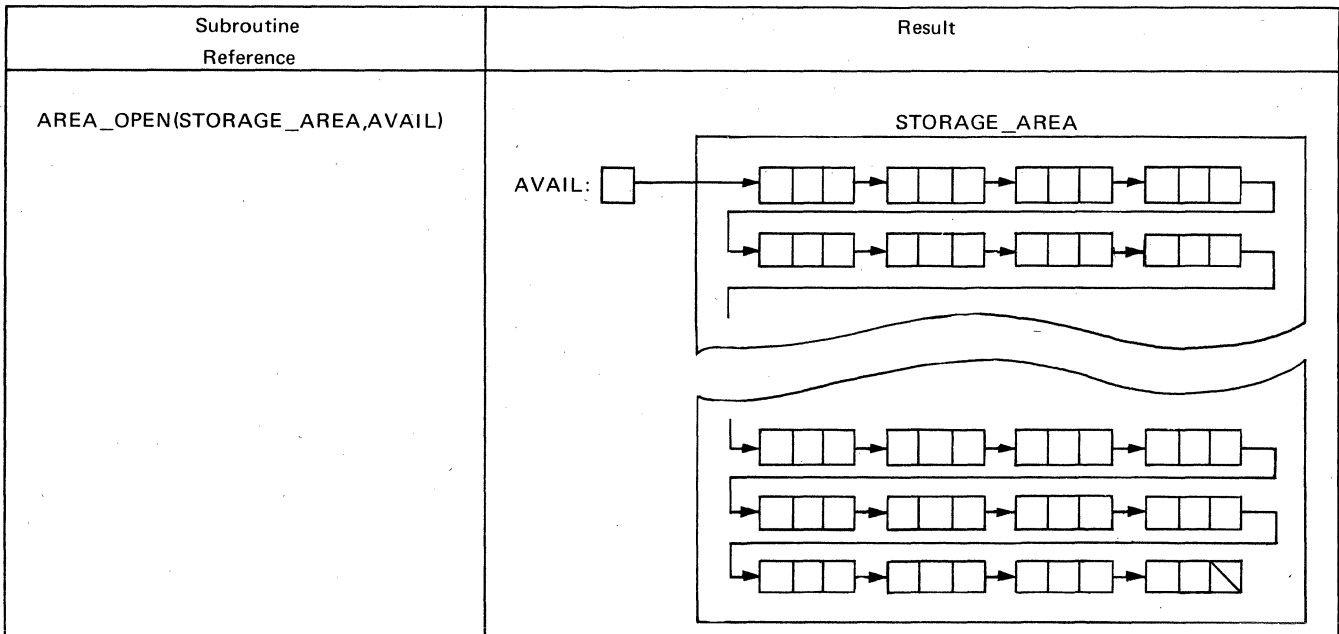 Subroutine
Reference
Result
AREA_OPEN(STORAGE_AREA,AVAIL)
STORAGE_AREA
AVAIL: